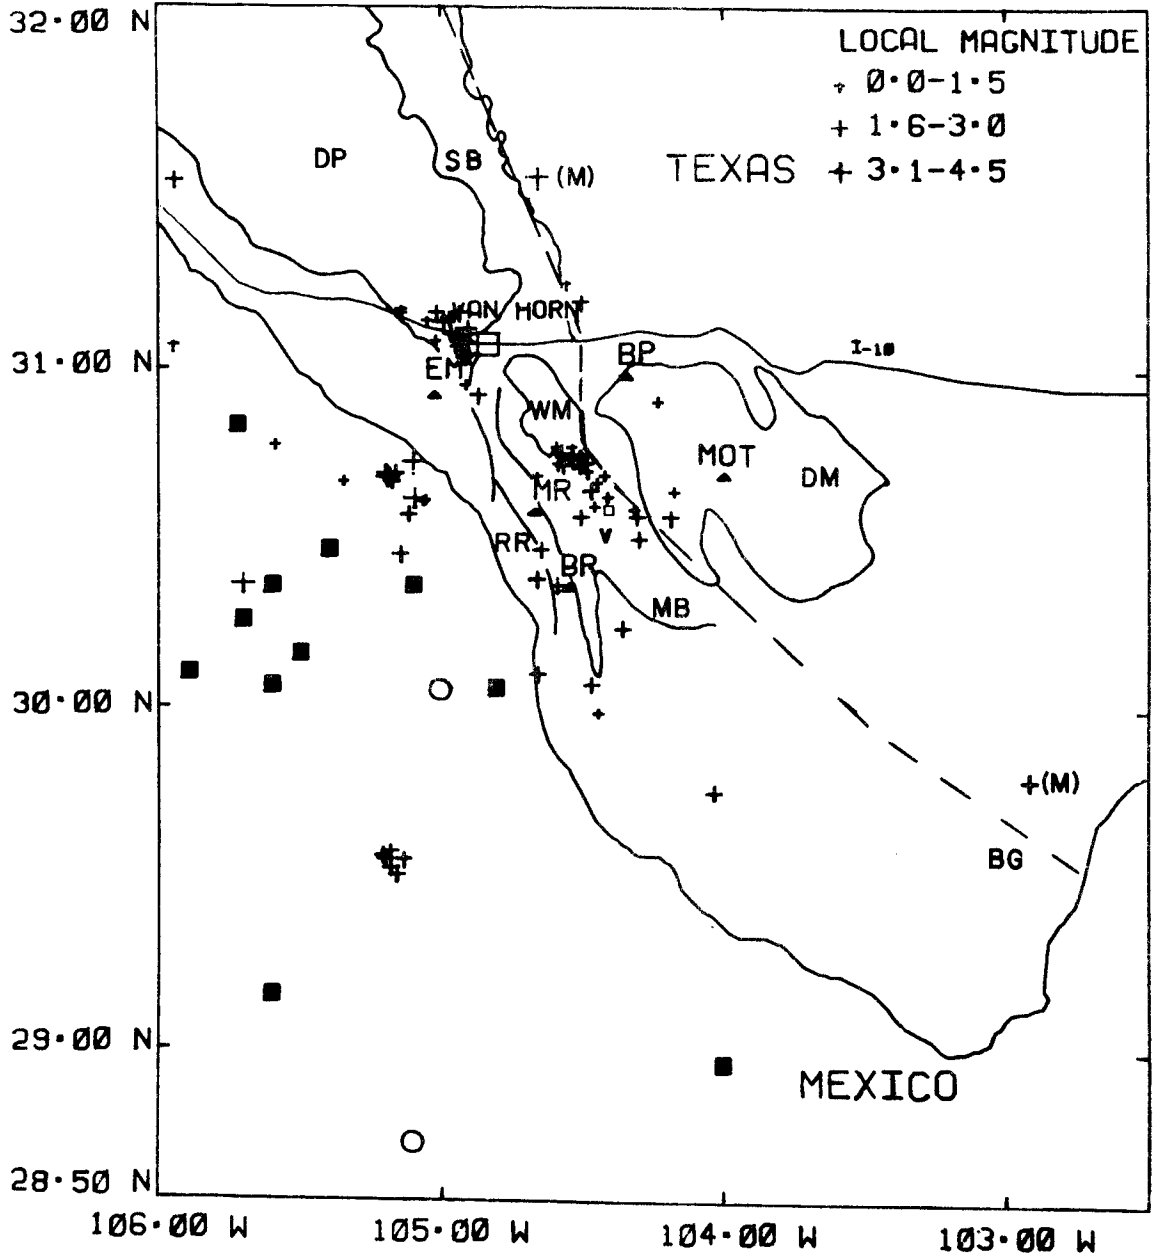 32·00 N
LOCAL MAGNITUDE
0·0-1·5
1·6-3·0
TEXAS 3·1-4·5
DP
SB
(M)
VAN HORN
31·00 N
EM
BP
I-10
WM
MOT
DM
MR
RR
V
BR
MB
30·00 N
(M)
BG
29·00 N
MEXICO
28·50 N
106·00 W
105·00 W
104·00 W
103·00 W